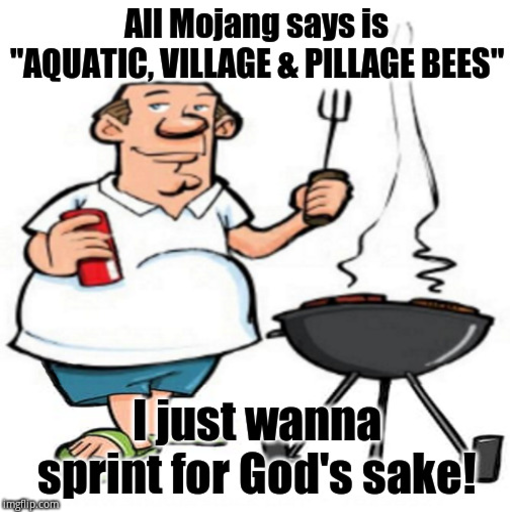 All Mojang says is
"AQUATIC, VILLAGE & PILLAGE BEES"
I just wanna
sprint for God's sake!
imgflip.com